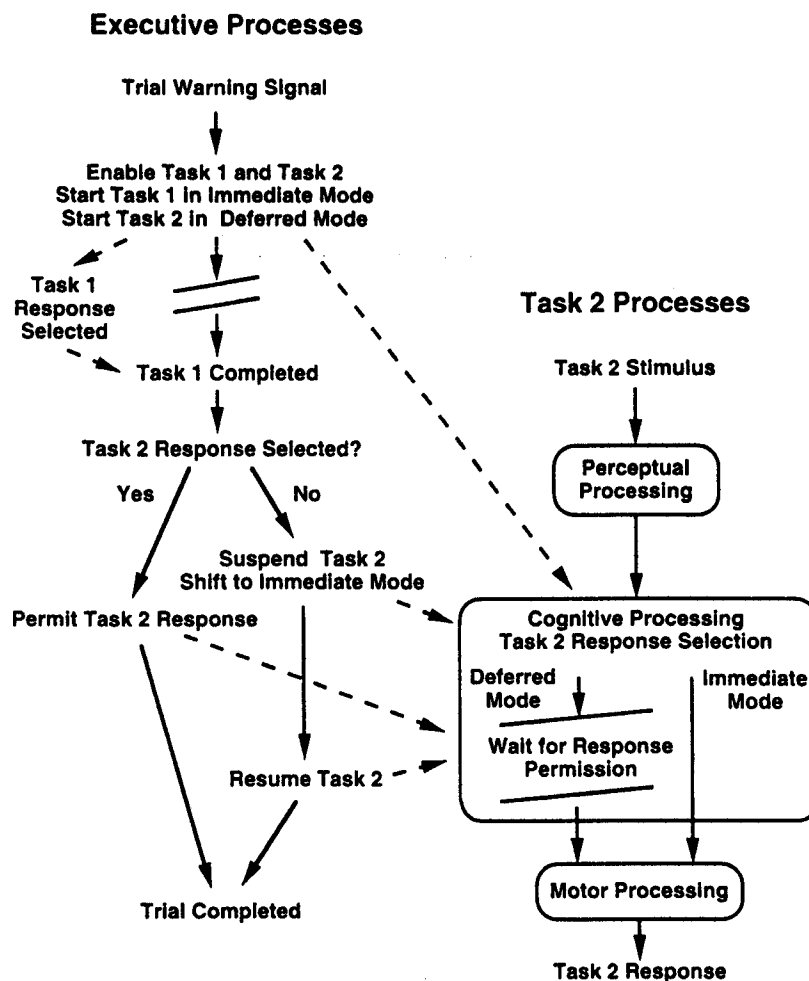 Executive Processes
Trial Warning Signal
Enable Task 1 and Task 2
Start Task 1 in Immediate Mode
Start Task 2 in Deferred Mode
Task 1
Response
Selected
Task 1 Completed
Task 2 Response Selected?
Yes
No
Suspend Task 2
Shift to Immediate Mode
Permit Task 2 Response
Resume Task 2
Trial Completed
Task 2 Processes
Task 2 Stimulus
Perceptual
Processing
Cognitive Processing
Task 2 Response Selection
Deferred
Mode
Immediate
Mode
Wait for Response
Permission
Motor Processing
Task 2 Response